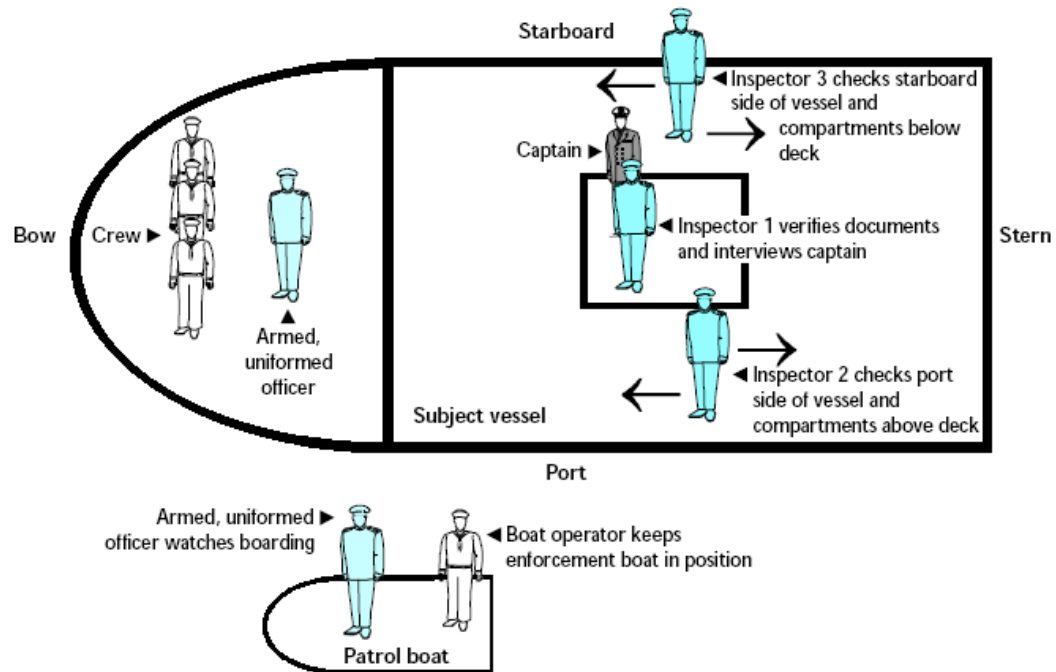 Starboard
Inspector 3 checks starboard
side of vessel and
compartments below
deck
Captain
Bow
Crew
Inspector 1 verifies documents
and interviews captain
Stern
Armed,
uniformed
officer
Inspector 2 checks port
side of vessel and
compartments above deck
Subject vessel
Port
Armed, uniformed
officer watches boarding
Boat operator keeps
enforcement boat in position
Patrol boat